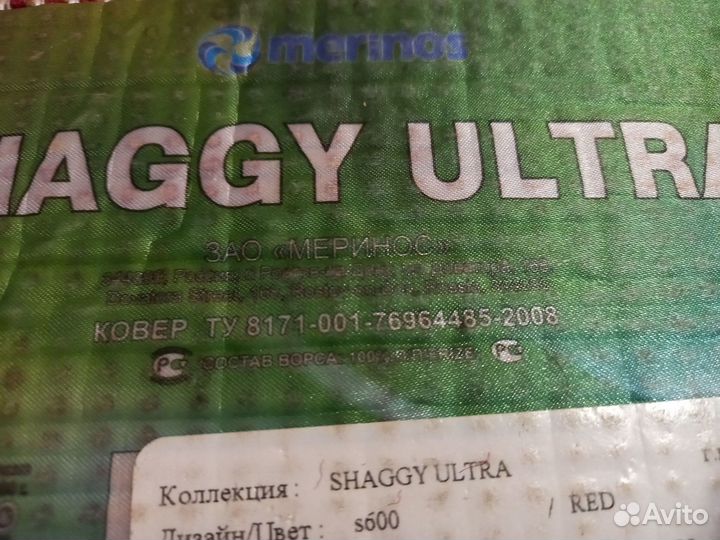 merinos
HAGGY ULTRA
ЗАО «МЕРИНОС»
КОВЕР ТУ 8171-001-76964485-2008
СОСТАВ ВОРСА: 100%
Коллекция : SHAGGY ULTRA
Дизайн/Цвет : s600 / RED
Avito